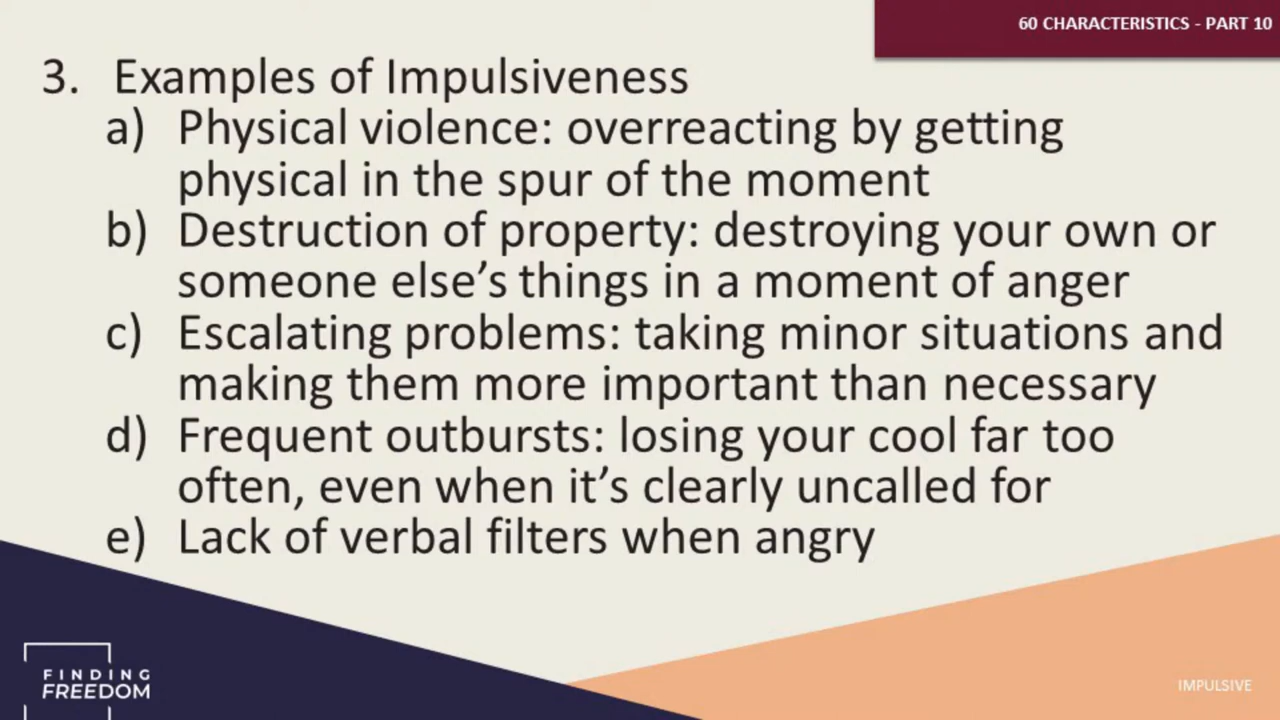 60 CHARACTERISTICS - PART 10
3. Examples of Impulsiveness
a) Physical violence: overreacting by getting
physical in the spur of the moment
b) Destruction of property: destroying your own or
someone else’s things in a moment of anger
c) Escalating problems: taking minor situations and
making them more important than necessary
d) Frequent outbursts: losing your cool far too
often, even when it’s clearly uncalled for
e) Lack of verbal filters when angry
FINDING
FREEDOM
IMPULSIVE